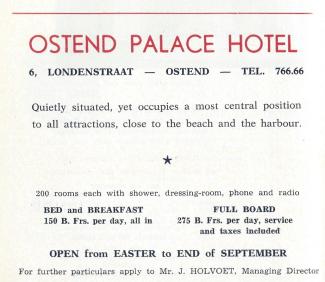 OSTEND PALACE HOTEL
6, LONDENSTRAAT — OSTEND — TEL. 766.66
Quietly situated, yet occupies a most central position
to all attractions, close to the beach and the harbour.
★
200 rooms each with shower, dressing-room, phone and radio
BED and BREAKFAST
150 B. Frs. per day, all in
FULL BOARD
275 B. Frs. per day, service
and taxes included
OPEN from EASTER to END of SEPTEMBER
For further particulars apply to Mr. J. HOLVOET, Managing Director